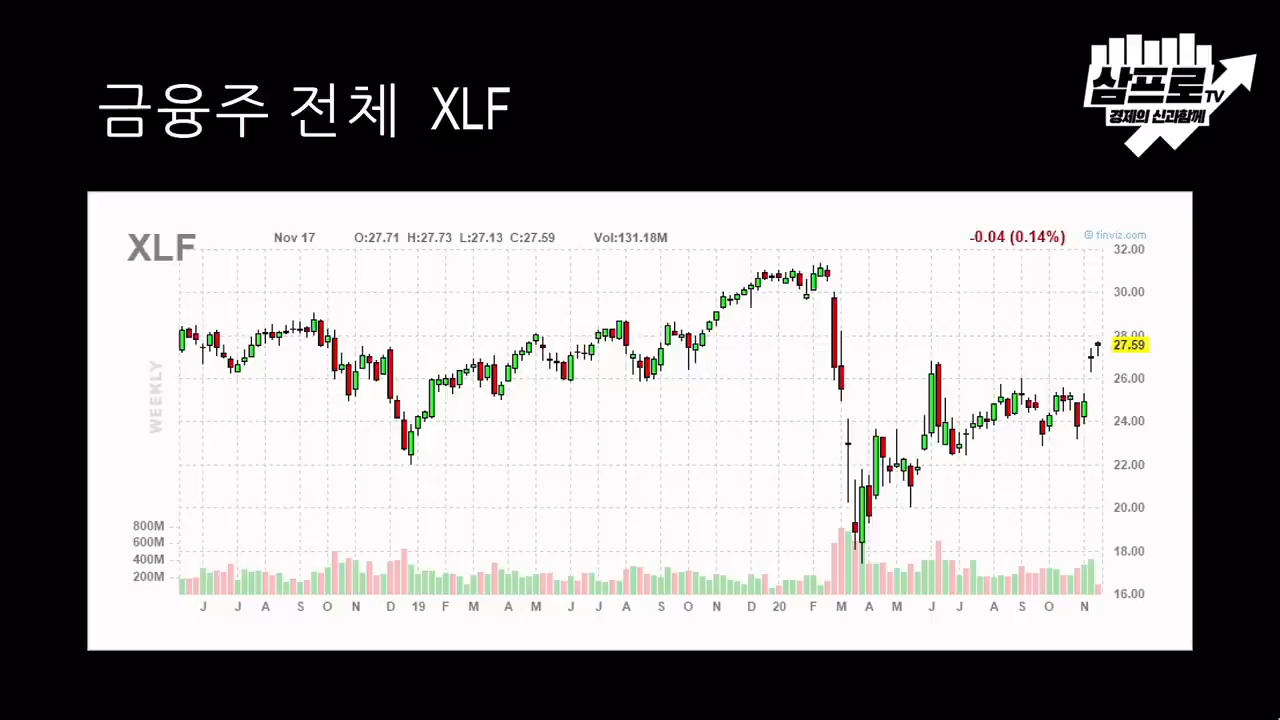 금융주 전체 XLF
삼프로TV
경제의 신과함께
XLF
Nov 17 O:27.71 H:27.73 L:27.13 C:27.59 Vol:131.18M
-0.04 (0.14%)
© finviz.com
32.00
30.00
28.00
27.59
26.00
24.00
22.00
20.00
18.00
16.00
WEEKLY
800M
600M
400M
200M
J J A S O N D 19 F M A M J J A S O N D 20 F M A M J J A S O N